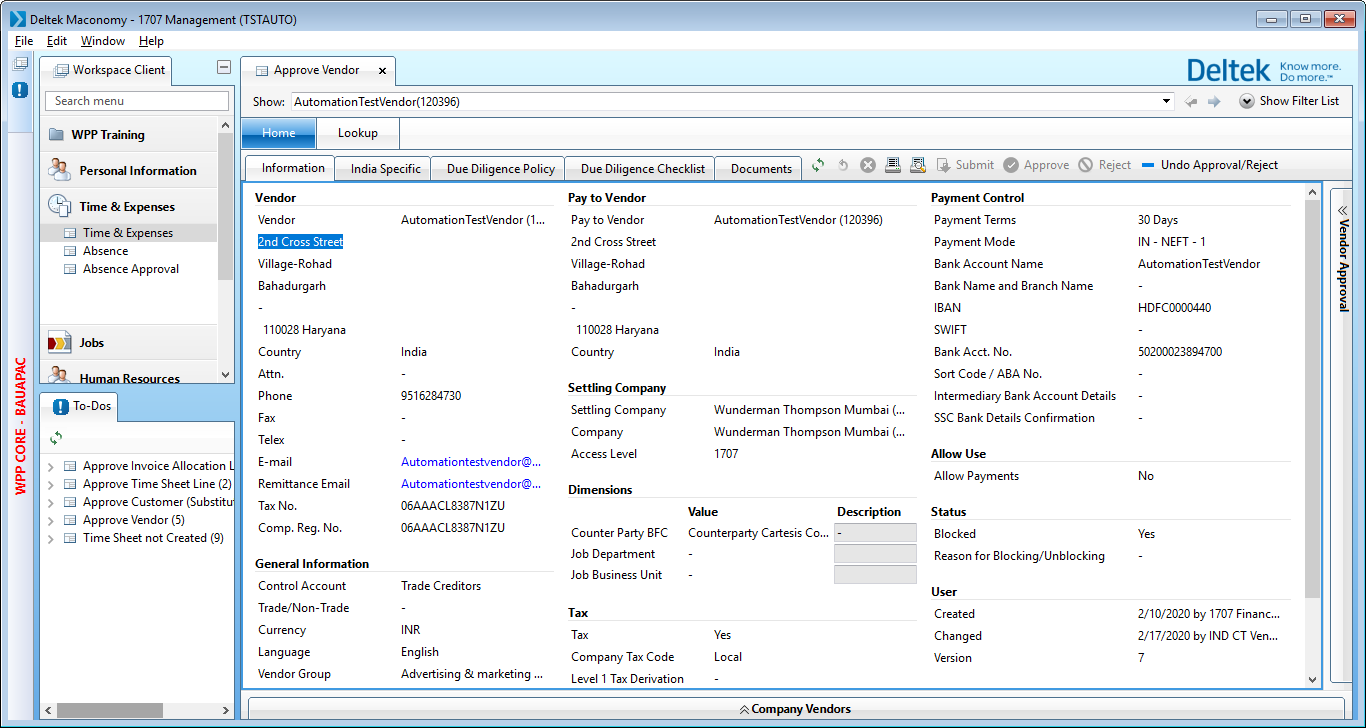 Deltek Maconomy - 1707 Management (TSTAUTO)
File Edit Window Help
Workspace Client
Search menu
WPP Training
Personal Information
Time & Expenses
Time & Expenses
Absence
Absence Approval
Jobs
Human Resources
WPP CORE - BAUAPAC
To-Dos
Approve Invoice Allocation L
Approve Time Sheet Line (2)
Approve Customer (Substitu
Approve Vendor (5)
Time Sheet not Created (9)
Approve Vendor
Deltek Know more. Do more.™
Show: AutomationTestVendor(120396) Show Filter List
Home Lookup
Information India Specific Due Diligence Policy Due Diligence Checklist Documents Submit Approve Reject Undo Approval/Reject
Vendor
Vendor AutomationTestVendor (1...
2nd Cross Street
Village-Rohad
Bahadurgarh
-
110028 Haryana
Country India
Attn. -
Phone 9516284730
Fax -
Telex -
E-mail Automationtestvendor@...
Remittance Email Automationtestvendor@...
Tax No. 06AAACL8387N1ZU
Comp. Reg. No. 06AAACL8387N1ZU
General Information
Control Account Trade Creditors
Trade/Non-Trade -
Currency INR
Language English
Vendor Group Advertising & marketing ...
Pay to Vendor
Pay to Vendor AutomationTestVendor (120396)
2nd Cross Street
Village-Rohad
Bahadurgarh
-
110028 Haryana
Country India
Settling Company
Settling Company Wunderman Thompson Mumbai (...
Company Wunderman Thompson Mumbai (...
Access Level 1707
Dimensions
Value Description
Counter Party BFC Counterparty Cartesis Co... -
Job Department -
Job Business Unit -
Tax
Tax Yes
Company Tax Code Local
Level 1 Tax Derivation -
Payment Control
Payment Terms 30 Days
Payment Mode IN - NEFT - 1
Bank Account Name AutomationTestVendor
Bank Name and Branch Name -
IBAN HDFC0000440
SWIFT -
Bank Acct. No. 50200023894700
Sort Code / ABA No. -
Intermediary Bank Account Details -
SSC Bank Details Confirmation -
Allow Use
Allow Payments No
Status
Blocked Yes
Reason for Blocking/Unblocking -
User
Created 2/10/2020 by 1707 Financ...
Changed 2/17/2020 by IND CT Ven...
Version 7
Vendor Approval
Company Vendors